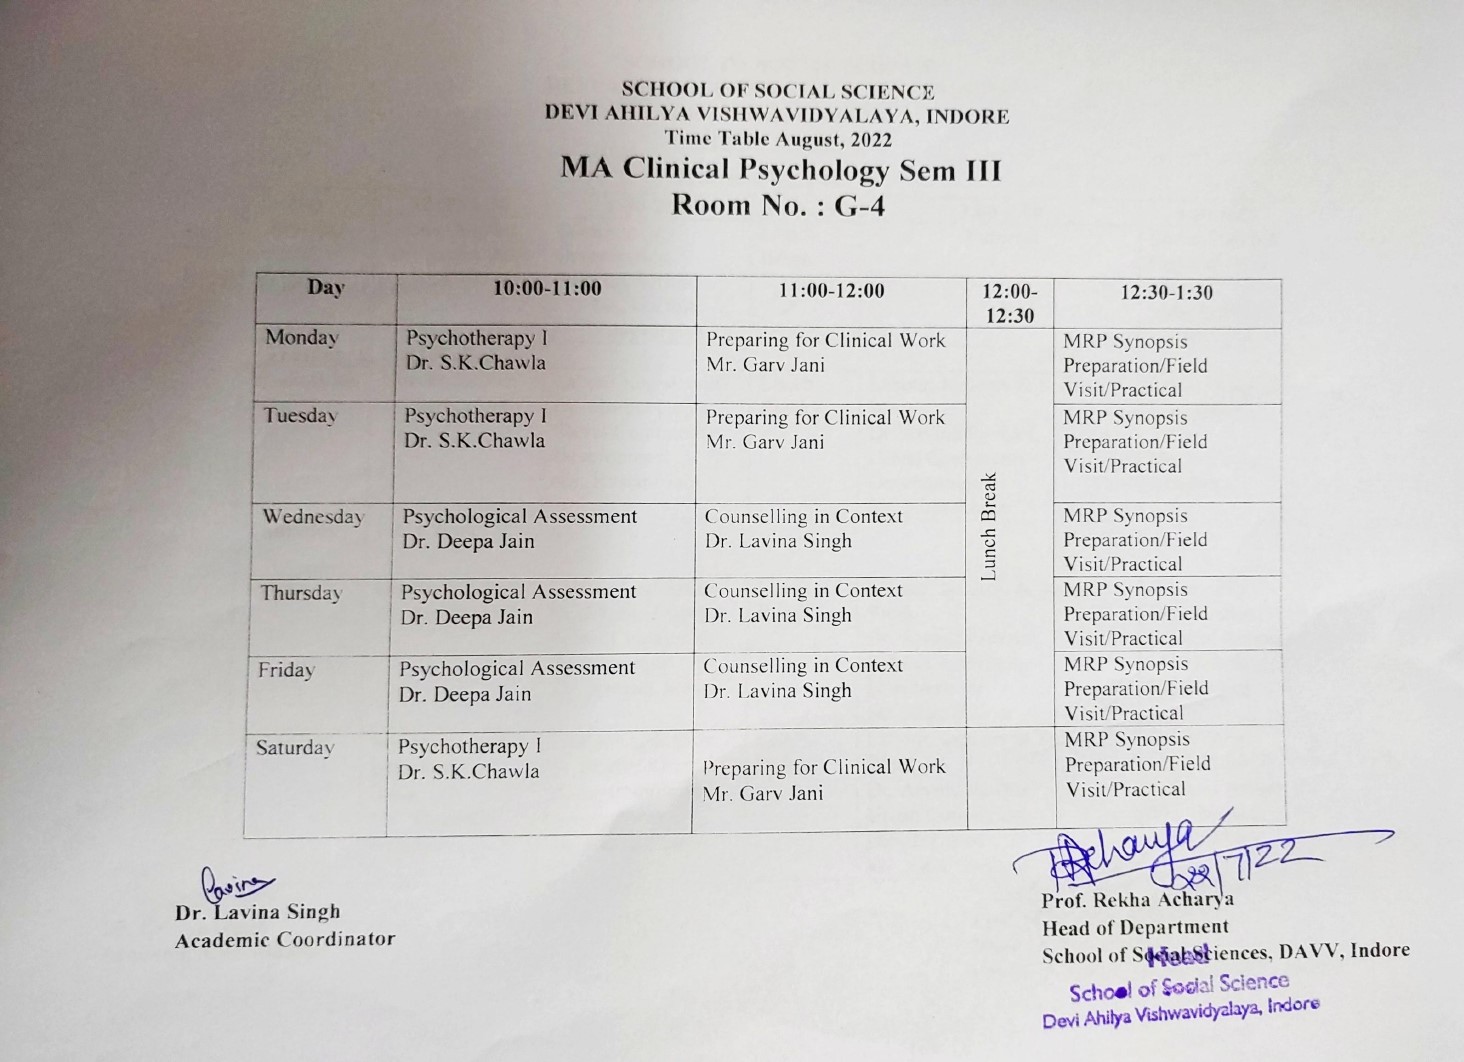 SCHOOL OF SOCIAL SCIENCE
DEVI AHILYA VISHWAVIDYALAYA, INDORE
Time Table August, 2022
MA Clinical Psychology Sem III
Room No. : G-4
Day 10:00-11:00 11:00-12:00 12:00-12:30 12:30-1:30
Monday Psychotherapy I Preparing for Clinical Work MRP Synopsis
Dr. S.K.Chawla Mr. Garv Jani Preparation/Field
Visit/Practical
Tuesday Psychotherapy I Preparing for Clinical Work MRP Synopsis
Dr. S.K.Chawla Mr. Garv Jani Preparation/Field
Visit/Practical
Lunch Break
Wednesday Psychological Assessment Counselling in Context MRP Synopsis
Dr. Deepa Jain Dr. Lavina Singh Preparation/Field
Visit/Practical
Thursday Psychological Assessment Counselling in Context MRP Synopsis
Dr. Deepa Jain Dr. Lavina Singh Preparation/Field
Visit/Practical
Friday Psychological Assessment Counselling in Context MRP Synopsis
Dr. Deepa Jain Dr. Lavina Singh Preparation/Field
Visit/Practical
Saturday Psychotherapy I MRP Synopsis
Dr. S.K.Chawla Preparing for Clinical Work Preparation/Field
Mr. Garv Jani Visit/Practical
Lavina
RAcharya
22/7/22
Dr. Lavina Singh
Academic Coordinator
Prof. Rekha Acharya
Head of Department
School of Social Sciences, DAVV, Indore
Head
School of Social Science
Devi Ahilya Vishwavidyalaya, Indore